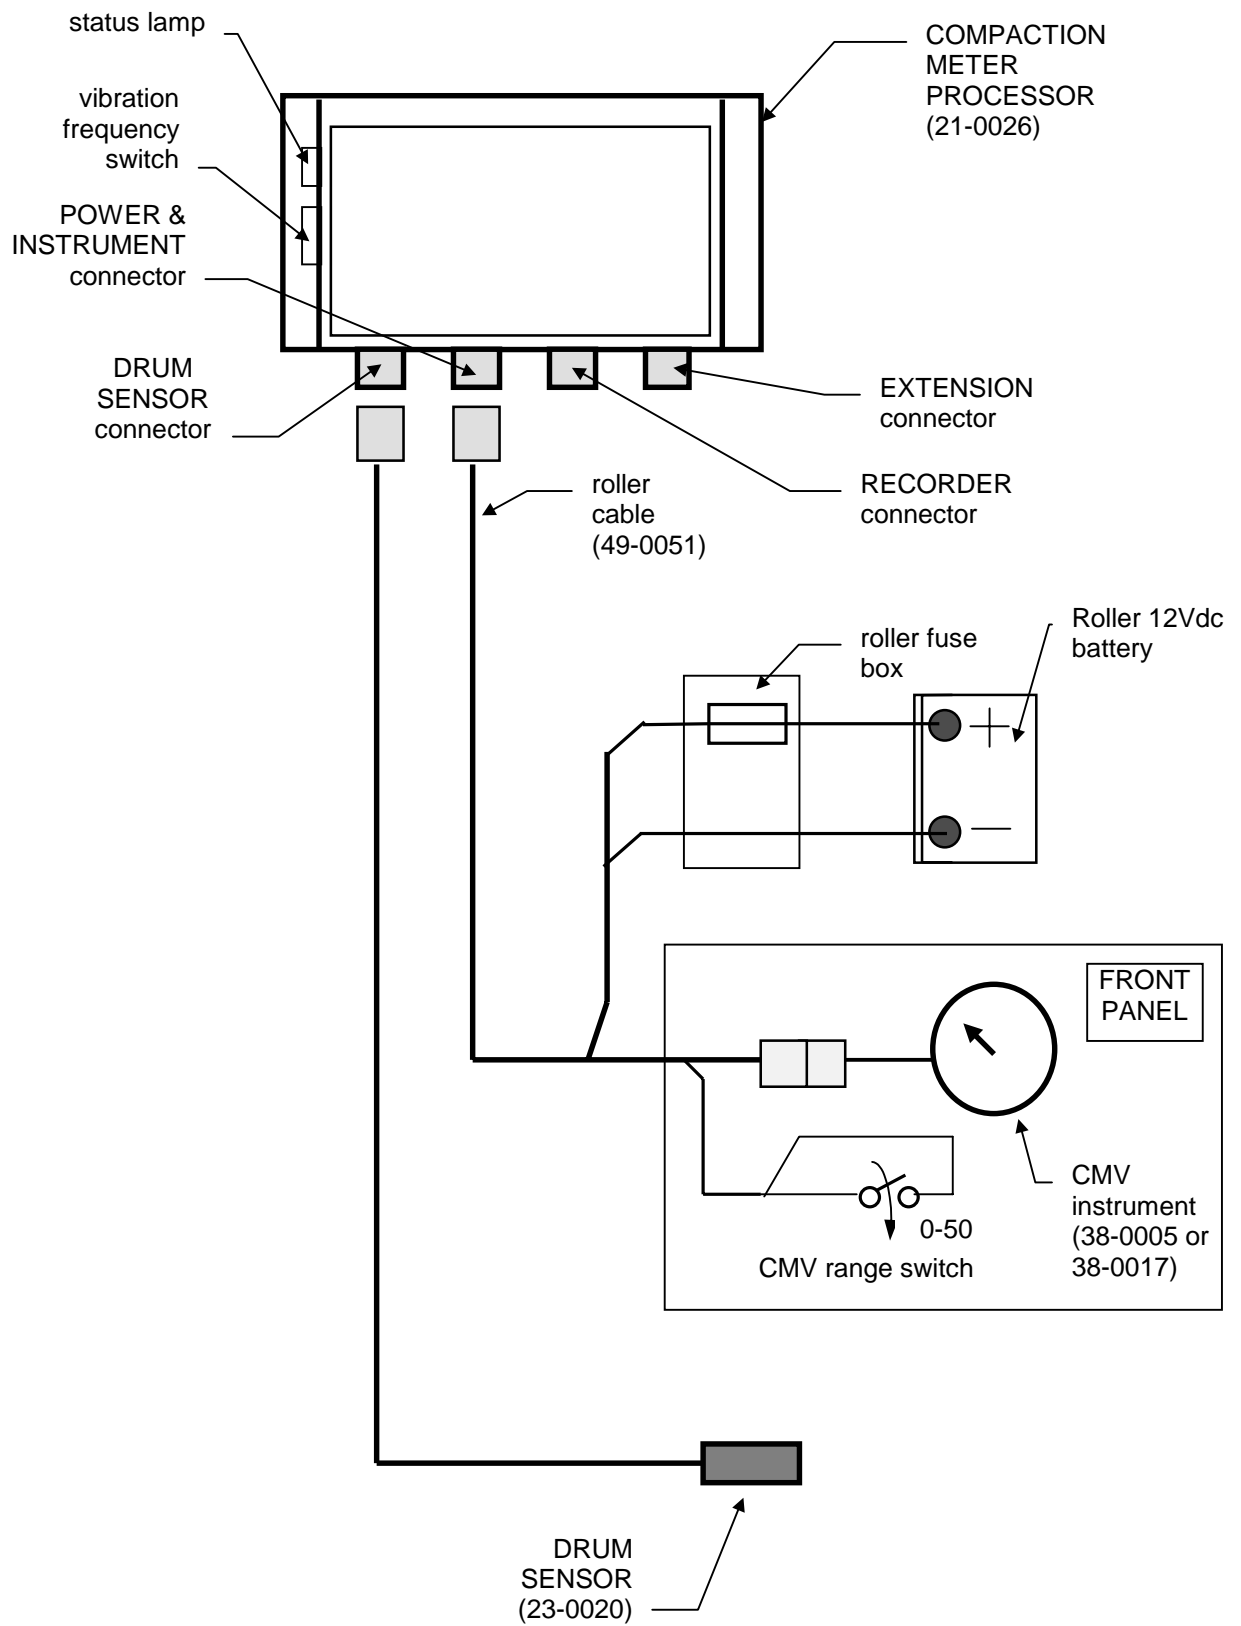 status lamp
vibration
frequency
switch
POWER &
INSTRUMENT
connector
DRUM
SENSOR
connector
COMPACTION
METER
PROCESSOR
(21-0026)
EXTENSION
connector
RECORDER
connector
roller
cable
(49-0051)
roller fuse
box
Roller 12Vdc
battery
FRONT
PANEL
CMV
instrument
(38-0005 or
38-0017)
0-50
CMV range switch
DRUM
SENSOR
(23-0020)